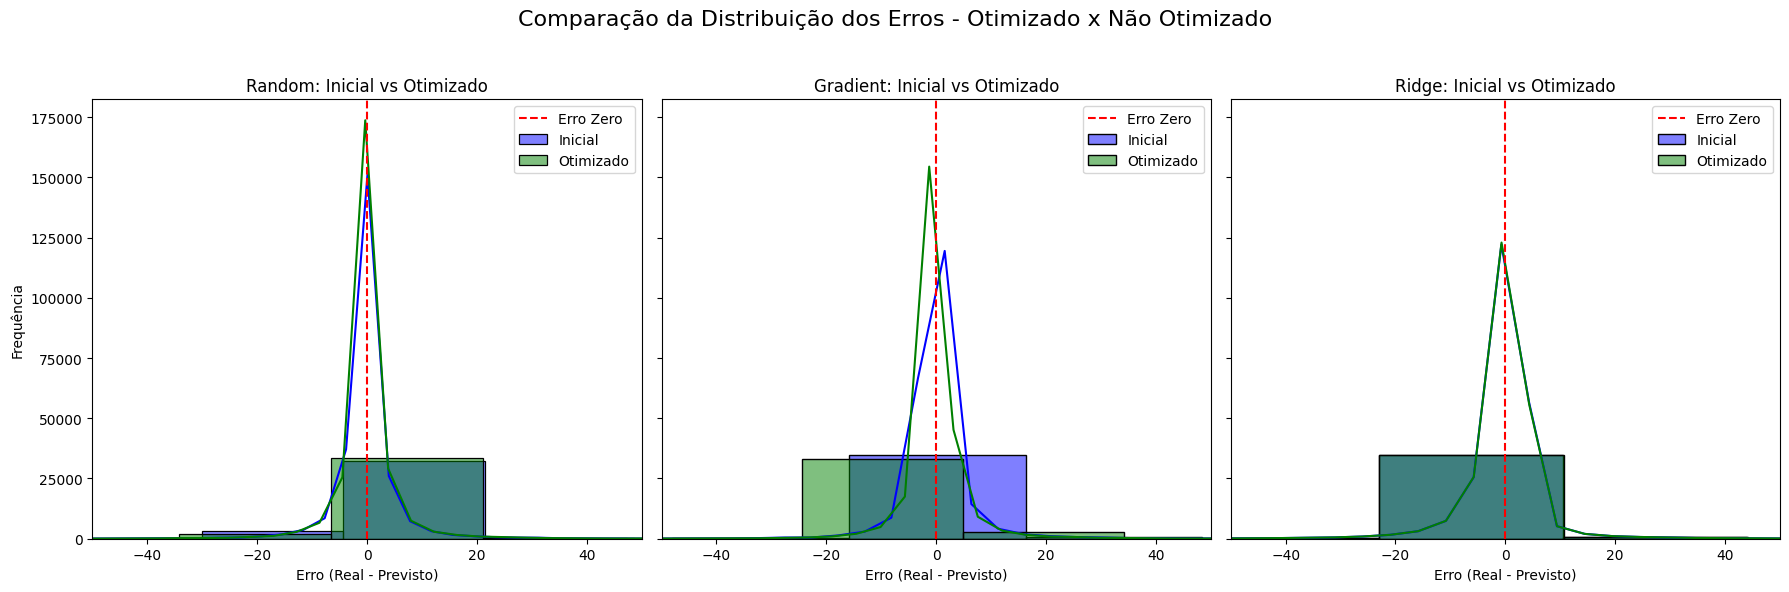 Comparação da Distribuição dos Erros - Otimizado x Não Otimizado
Random: Inicial vs Otimizado
Frequência
175000
150000
125000
100000
75000
50000
25000
0
−40
−20
0
20
40
Erro (Real - Previsto)
Erro Zero
Inicial
Otimizado
Gradient: Inicial vs Otimizado
−40
−20
0
20
40
Erro (Real - Previsto)
Erro Zero
Inicial
Otimizado
Ridge: Inicial vs Otimizado
−40
−20
0
20
40
Erro (Real - Previsto)
Erro Zero
Inicial
Otimizado